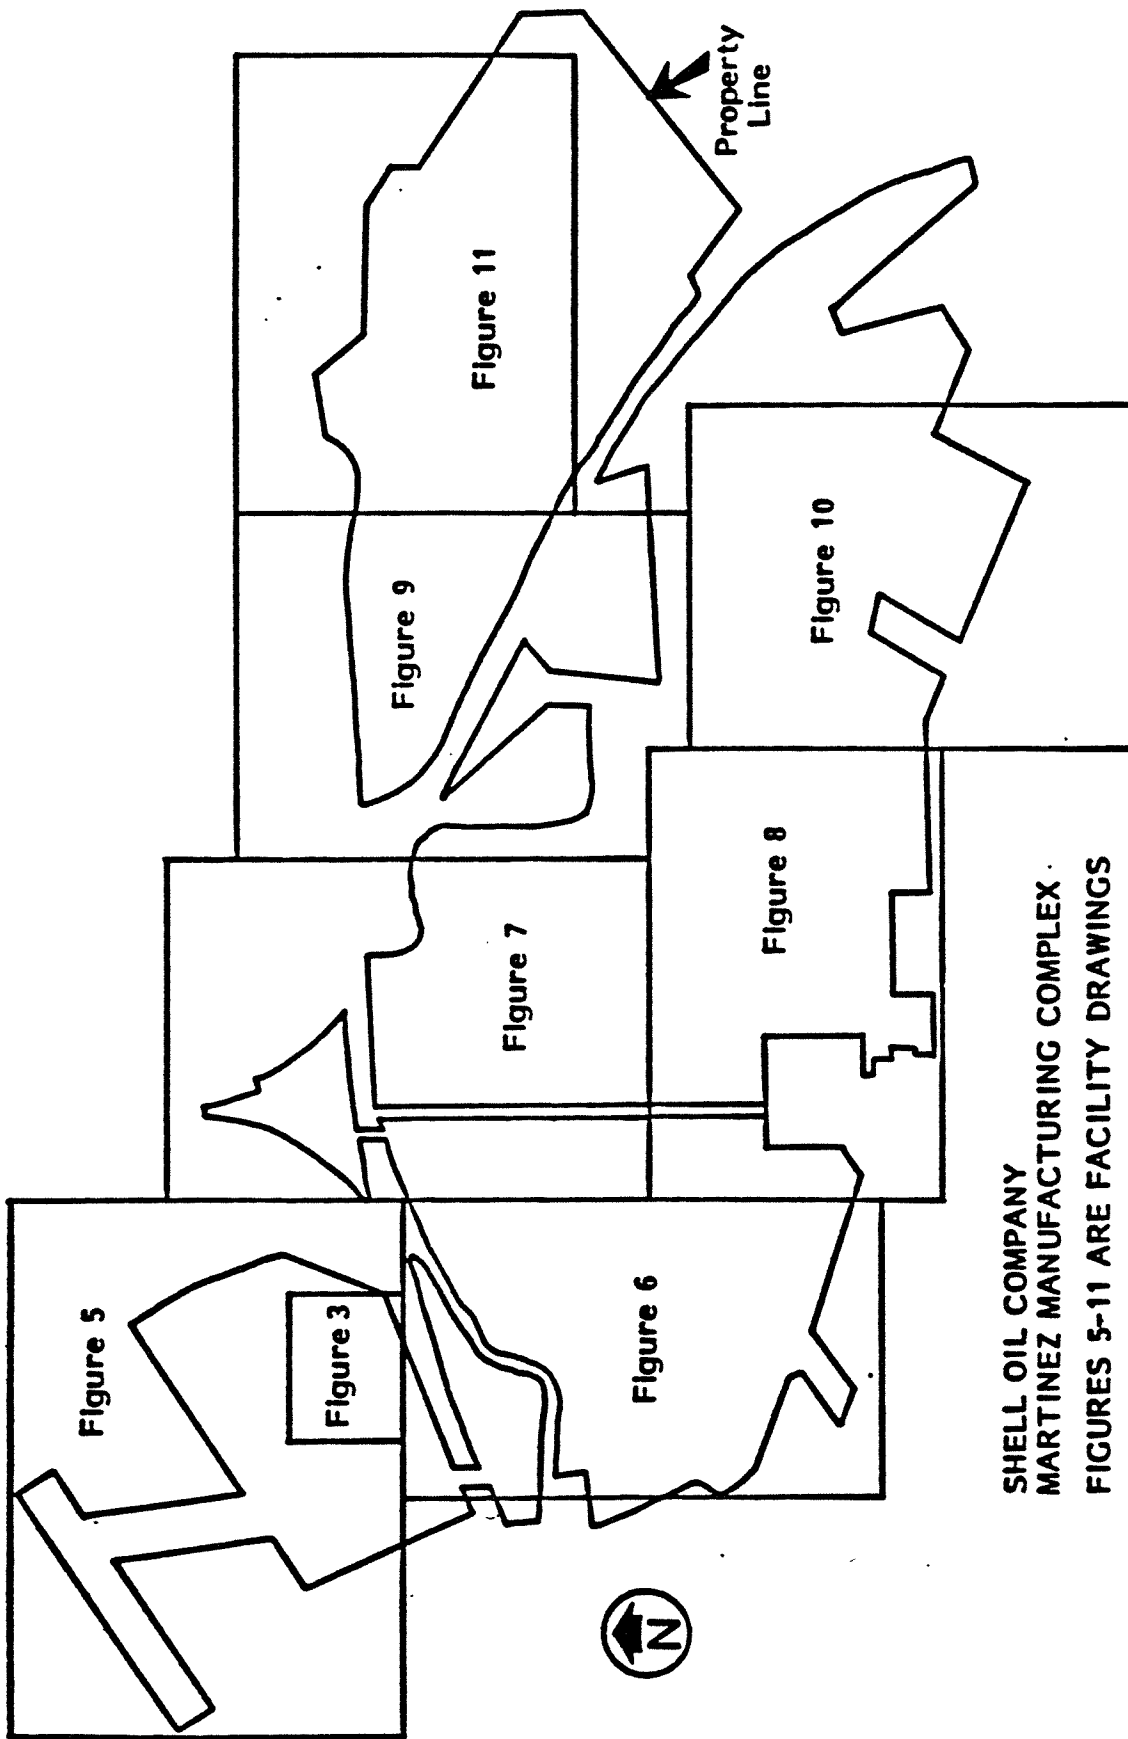 Figure 5
Figure 3
Figure 6
Figure 7
Figure 8
Figure 9
Figure 10
Figure 11
Property
Line
N
SHELL OIL COMPANY
MARTINEZ MANUFACTURING COMPLEX
FIGURES 5-11 ARE FACILITY DRAWINGS